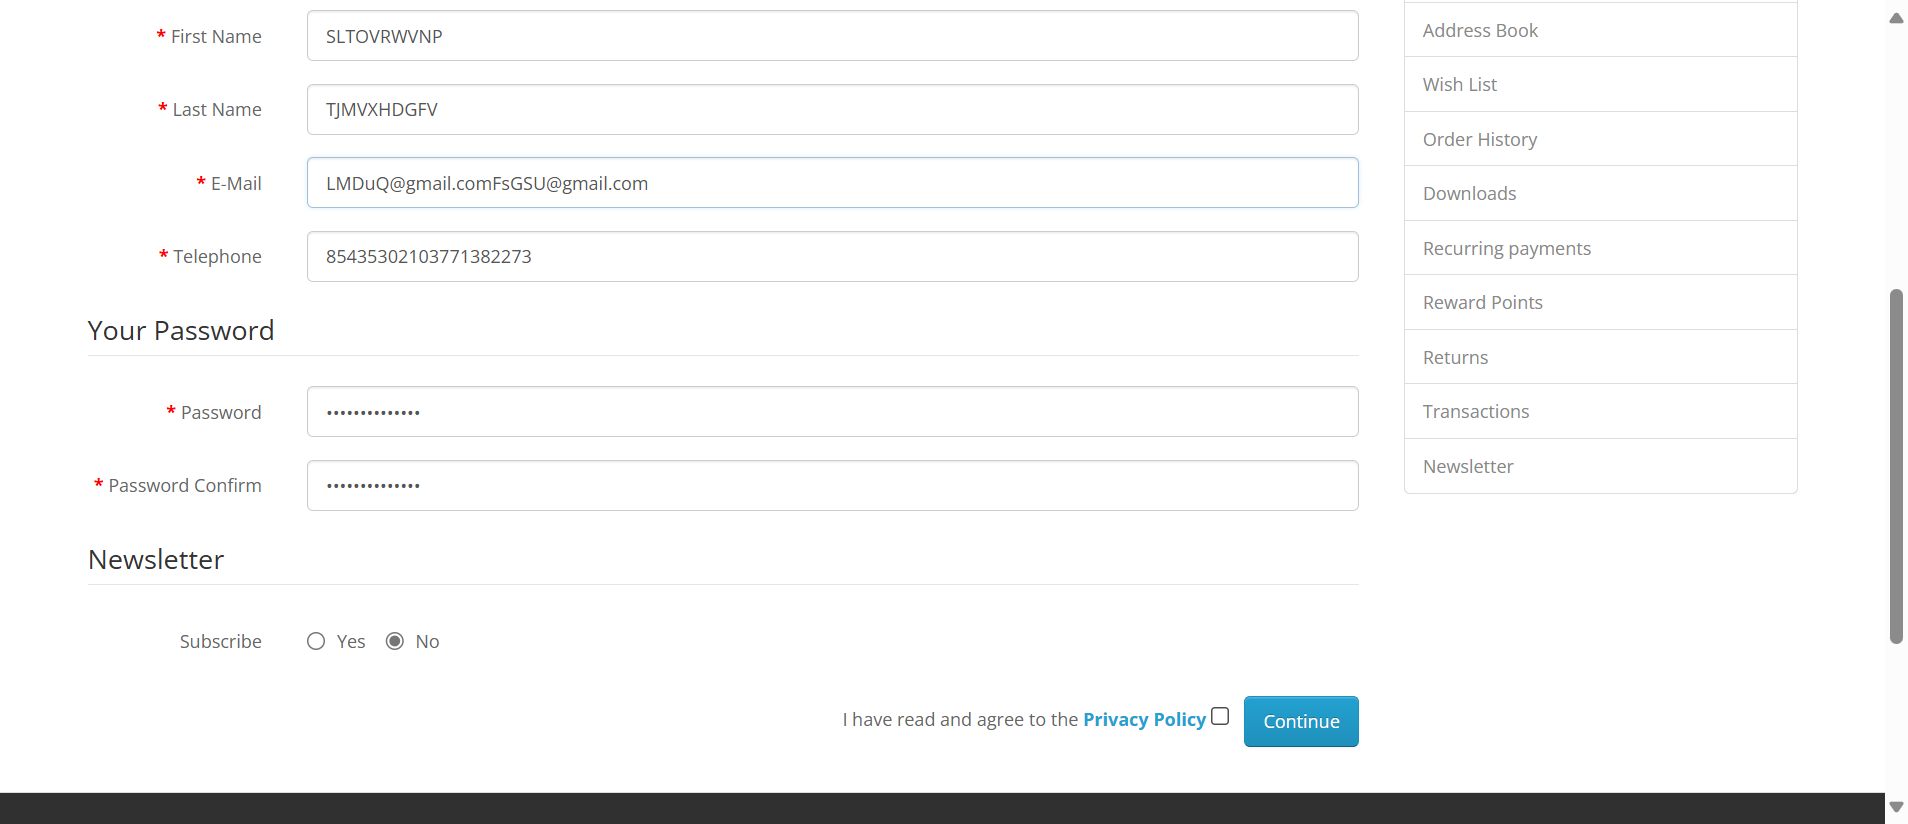 * First Name
SLTOVRWVNP
* Last Name
TJMVXHDGFV
* E-Mail
LMDuQ@gmail.comFsGSU@gmail.com
* Telephone
85435302103771382273
Your Password
* Password
••••••••••••••
* Password Confirm
••••••••••••••
Newsletter
Subscribe
Yes
No
I have read and agree to the Privacy Policy
Continue
Address Book
Wish List
Order History
Downloads
Recurring payments
Reward Points
Returns
Transactions
Newsletter